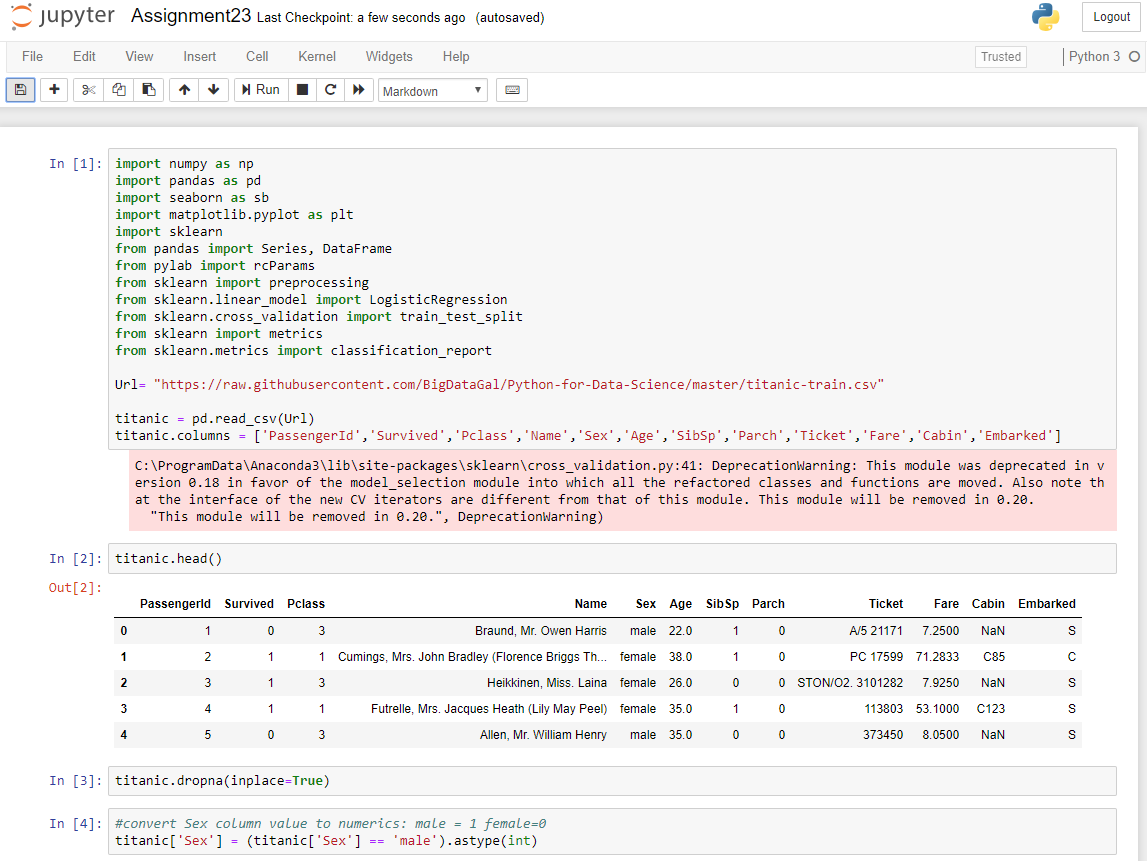 jupyter Assignment23 Last Checkpoint: a few seconds ago (autosaved) Logout
File Edit View Insert Cell Kernel Widgets Help Trusted Python 3
Run Markdown
In [1]: import numpy as np
import pandas as pd
import seaborn as sb
import matplotlib.pyplot as plt
import sklearn
from pandas import Series, DataFrame
from pylab import rcParams
from sklearn import preprocessing
from sklearn.linear_model import LogisticRegression
from sklearn.cross_validation import train_test_split
from sklearn import metrics
from sklearn.metrics import classification_report
Url= "https://raw.githubusercontent.com/BigDataGal/Python-for-Data-Science/master/titanic-train.csv"
titanic = pd.read_csv(Url)
titanic.columns = ['PassengerId','Survived','Pclass','Name','Sex','Age','SibSp','Parch','Ticket','Fare','Cabin','Embarked']
C:\ProgramData\Anaconda3\lib\site-packages\sklearn\cross_validation.py:41: DeprecationWarning: This module was deprecated in v
ersion 0.18 in favor of the model_selection module into which all the refactored classes and functions are moved. Also note th
at the interface of the new CV iterators are different from that of this module. This module will be removed in 0.20.
"This module will be removed in 0.20.", DeprecationWarning)
In [2]: titanic.head()
Out[2]:
PassengerId Survived Pclass Name Sex Age SibSp Parch Ticket Fare Cabin Embarked
0 1 0 3 Braund, Mr. Owen Harris male 22.0 1 0 A/5 21171 7.2500 NaN S
1 2 1 1 Cumings, Mrs. John Bradley (Florence Briggs Th... female 38.0 1 0 PC 17599 71.2833 C85 C
2 3 1 3 Heikkinen, Miss. Laina female 26.0 0 0 STON/O2. 3101282 7.9250 NaN S
3 4 1 1 Futrelle, Mrs. Jacques Heath (Lily May Peel) female 35.0 1 0 113803 53.1000 C123 S
4 5 0 3 Allen, Mr. William Henry male 35.0 0 0 373450 8.0500 NaN S
In [3]: titanic.dropna(inplace=True)
In [4]: #convert Sex column value to numerics: male = 1 female=0
titanic['Sex'] = (titanic['Sex'] == 'male').astype(int)